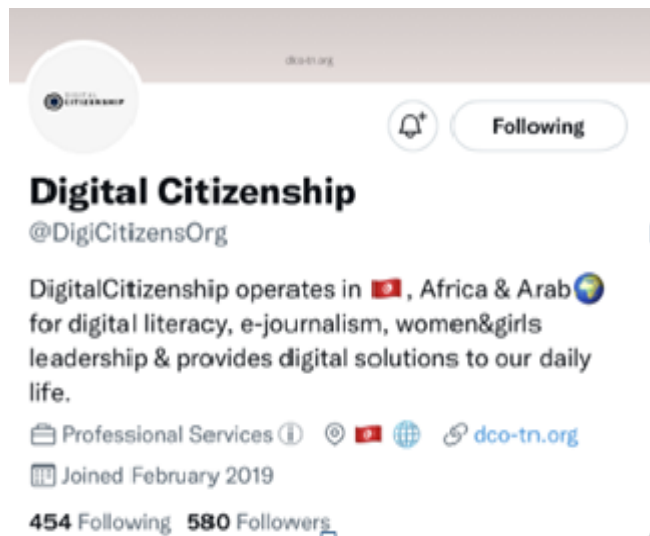 dco-tn.org
DIGITAL
CITIZENSHIP
Following
Digital Citizenship
@DigiCitizensOrg
DigitalCitizenship operates in 🇹🇳, Africa & Arab🌍
for digital literacy, e-journalism, women&girls
leadership & provides digital solutions to our daily
life.
Professional Services 🇹🇳 🌐 dco-tn.org
Joined February 2019
454 Following 580 Followers